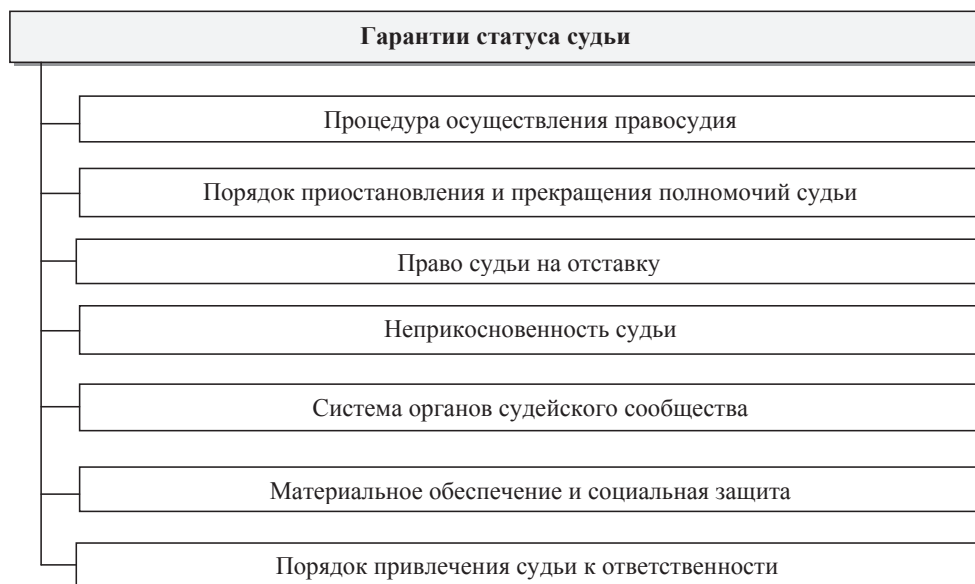 Гарантии статуса судьи
Процедура осуществления правосудия
Порядок приостановления и прекращения полномочий судьи
Право судьи на отставку
Неприкосновенность судьи
Система органов судейского сообщества
Материальное обеспечение и социальная защита
Порядок привлечения судьи к ответственности